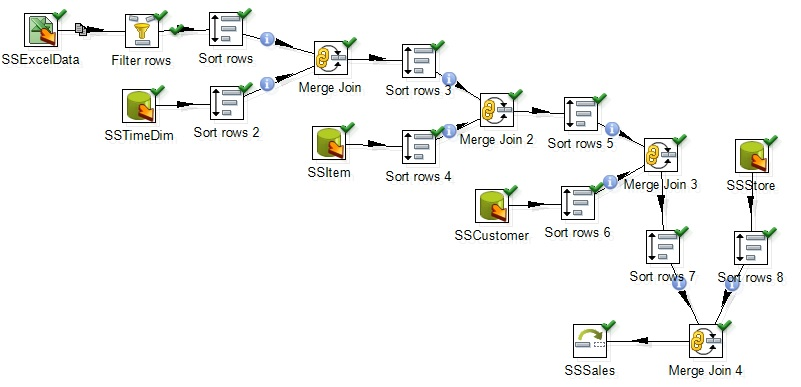 SSExcelData
Filter rows
Sort rows
Merge Join
Sort rows 3
SSTimeDim
Sort rows 2
Merge Join 2
Sort rows 5
SSItem
Sort rows 4
Merge Join 3
SSStore
SSCustomer
Sort rows 6
Sort rows 7
Sort rows 8
SSSales
Merge Join 4